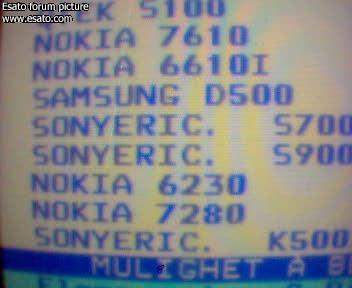 Esato forum picture
www.esato.com
S100
NOKIA 7610
NOKIA 6610I
SAMSUNG D500
SONYERIC. S700
SONYERIC. S900
NOKIA 6230
NOKIA 7280
SONYERIC. K500
MULIGHET Å